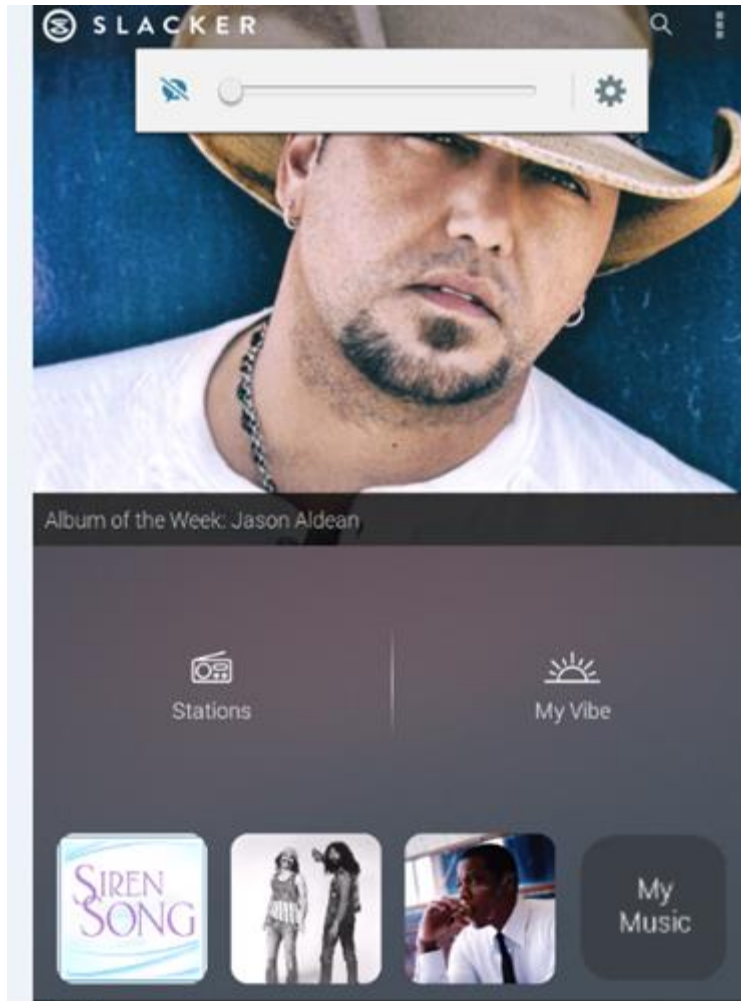 SLACKER
Album of the Week: Jason Aldean
Stations
My Vibe
SIREN
SONG
My
Music